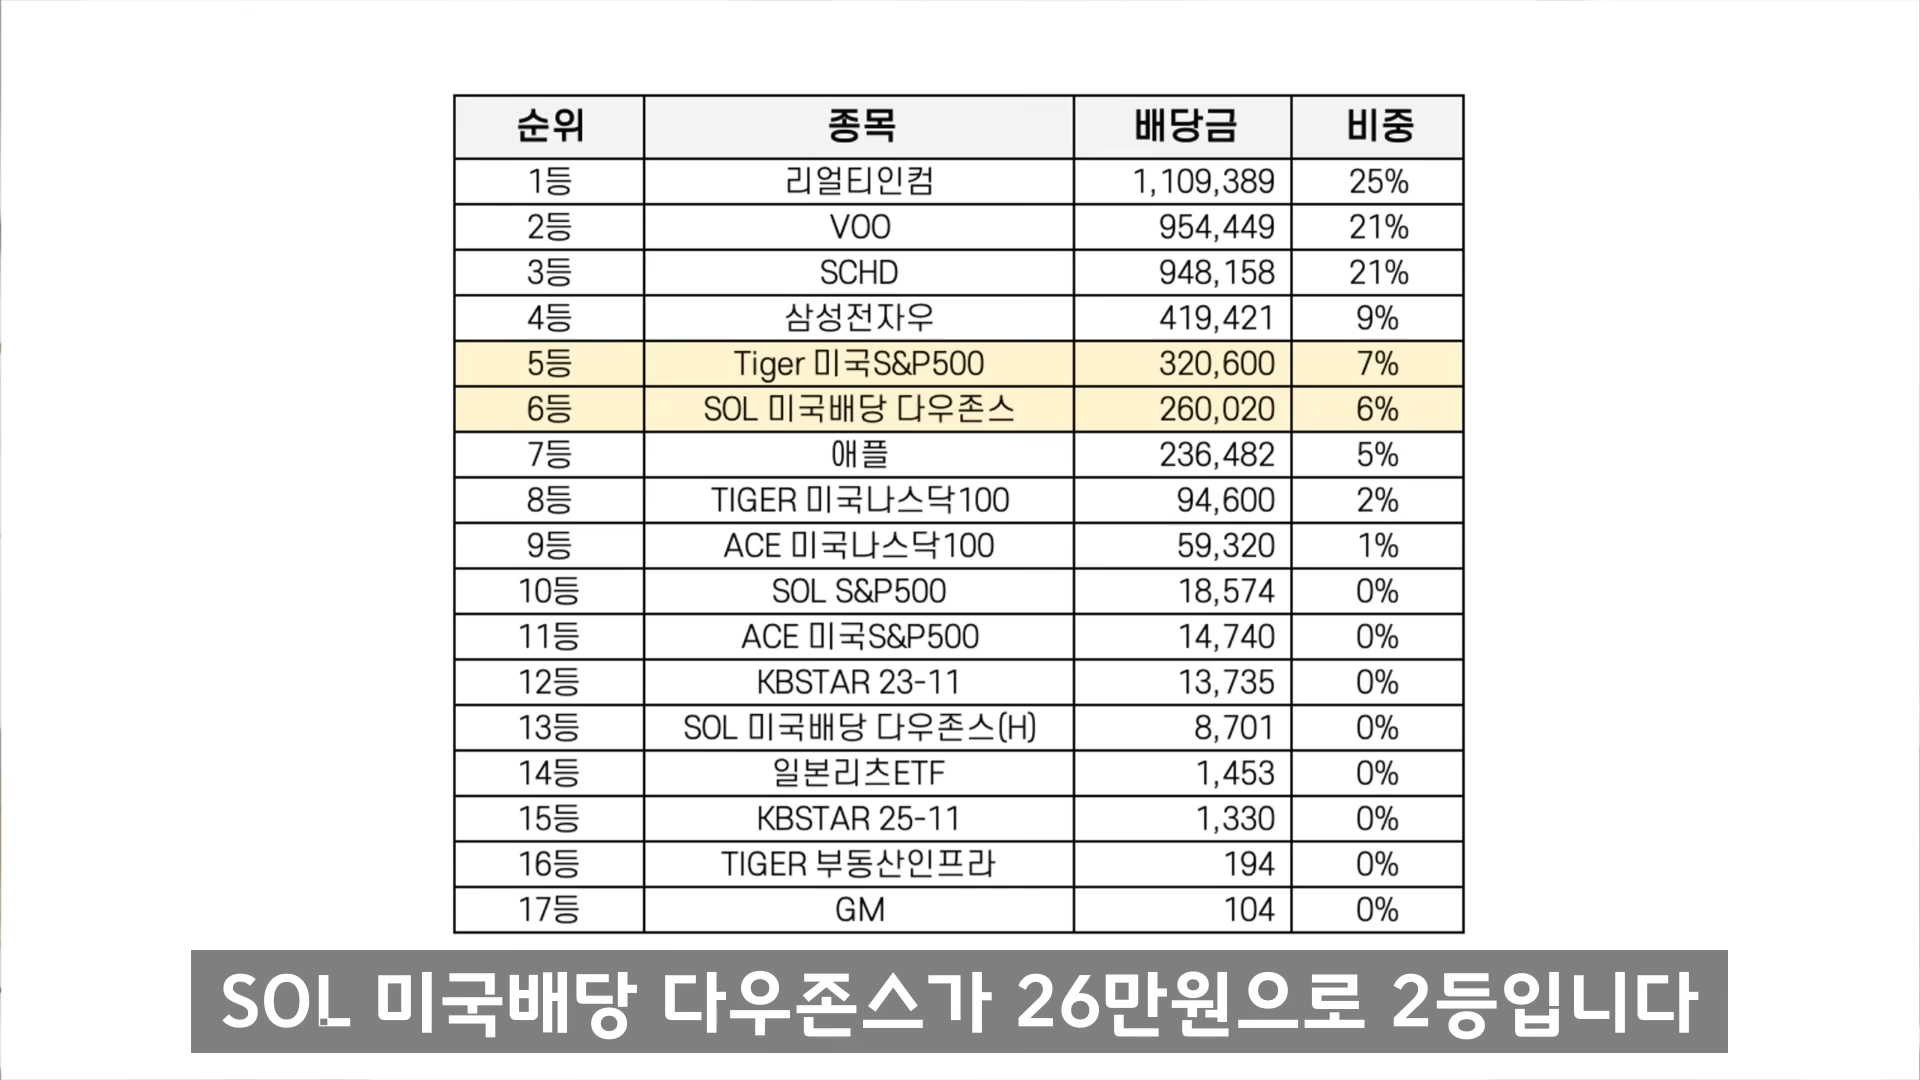 순위 종목 배당금 비중
1등 리얼티인컴 1,109,389 25%
2등 VOO 954,449 21%
3등 SCHD 948,158 21%
4등 삼성전자우 419,421 9%
5등 Tiger 미국S&P500 320,600 7%
6등 SOL 미국배당 다우존스 260,020 6%
7등 애플 236,482 5%
8등 TIGER 미국나스닥100 94,600 2%
9등 ACE 미국나스닥100 59,320 1%
10등 SOL S&P500 18,574 0%
11등 ACE 미국S&P500 14,740 0%
12등 KBSTAR 23-11 13,735 0%
13등 SOL 미국배당 다우존스(H) 8,701 0%
14등 일본리츠ETF 1,453 0%
15등 KBSTAR 25-11 1,330 0%
16등 TIGER 부동산인프라 194 0%
17등 GM 104 0%
SOL 미국배당 다우존스가 26만원으로 2등입니다